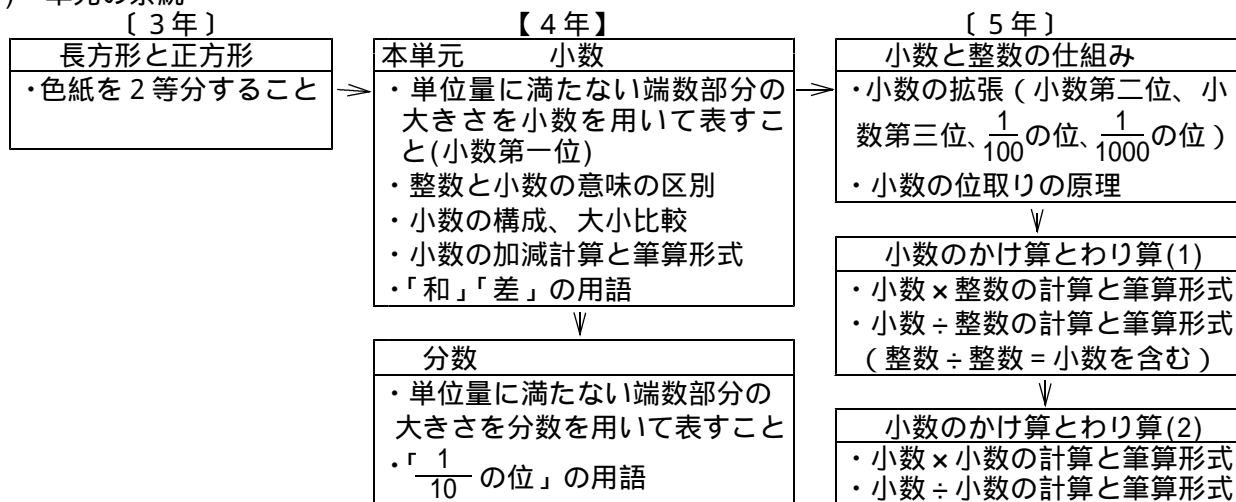 〔３年〕
長方形と正方形
・色紙を２等分すること
【４年】
本単元　　小数
・単位量に満たない端数部分の
大きさを小数を用いて表すこ
と(小数第一位)
・整数と小数の意味の区別
・小数の構成、大小比較
・小数の加減計算と筆算形式
・「和」「差」の用語
分数
・単位量に満たない端数部分の
大きさを分数を用いて表すこと
・「1/10 の位」の用語
〔５年〕
小数と整数の仕組み
・小数の拡張（小数第二位、小
数第三位、1/100の位、1/1000の位）
・小数の位取りの原理
小数のかけ算とわり算(1)
・小数×整数の計算と筆算形式
・小数÷整数の計算と筆算形式
（整数÷整数＝小数を含む）
小数のかけ算とわり算(2)
・小数×小数の計算と筆算形式
・小数÷小数の計算と筆算形式